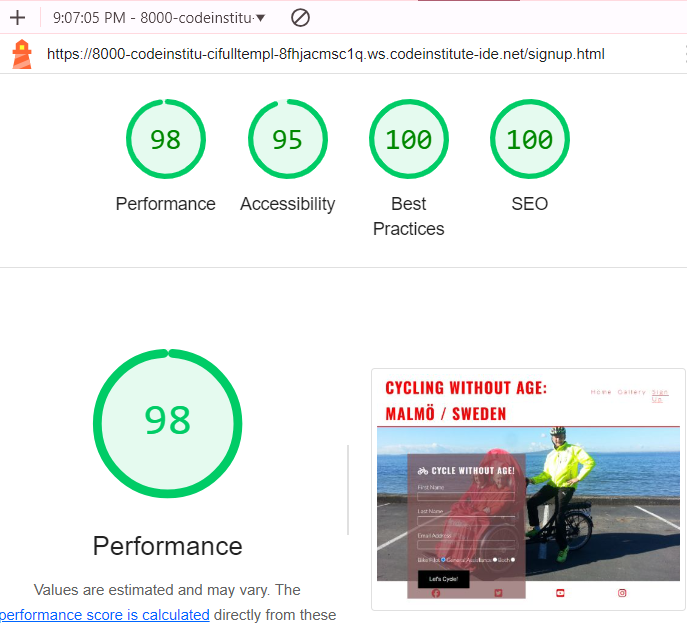 9:07:05 PM - 8000-codeinstitu
https://8000-codeinstitu-cifulltempl-8fhjacmsc1q.ws.codeinstitute-ide.net/signup.html
98 95 100 100
Performance Accessibility Best Practices SEO
98
Performance
Values are estimated and may vary. The
performance score is calculated directly from these
CYCLING WITHOUT AGE:
MALMÖ / SWEDEN
Home Gallery Sign Up
CYCLE WITHOUT AGE!
First Name
Last Name
Email Address
Bike Pilot General Assistance Both
Let's Cycle!